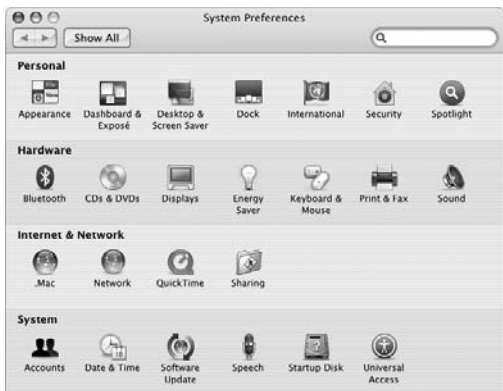 System Preferences
Show All
Personal
Appearance
Dashboard &
Exposé
Desktop &
Screen Saver
Dock
International
Security
Spotlight
Hardware
Bluetooth
CDs & DVDs
Displays
Energy
Saver
Keyboard &
Mouse
Print & Fax
Sound
Internet & Network
.Mac
Network
QuickTime
Sharing
System
Accounts
Date & Time
Software
Update
Speech
Startup Disk
Universal
Access